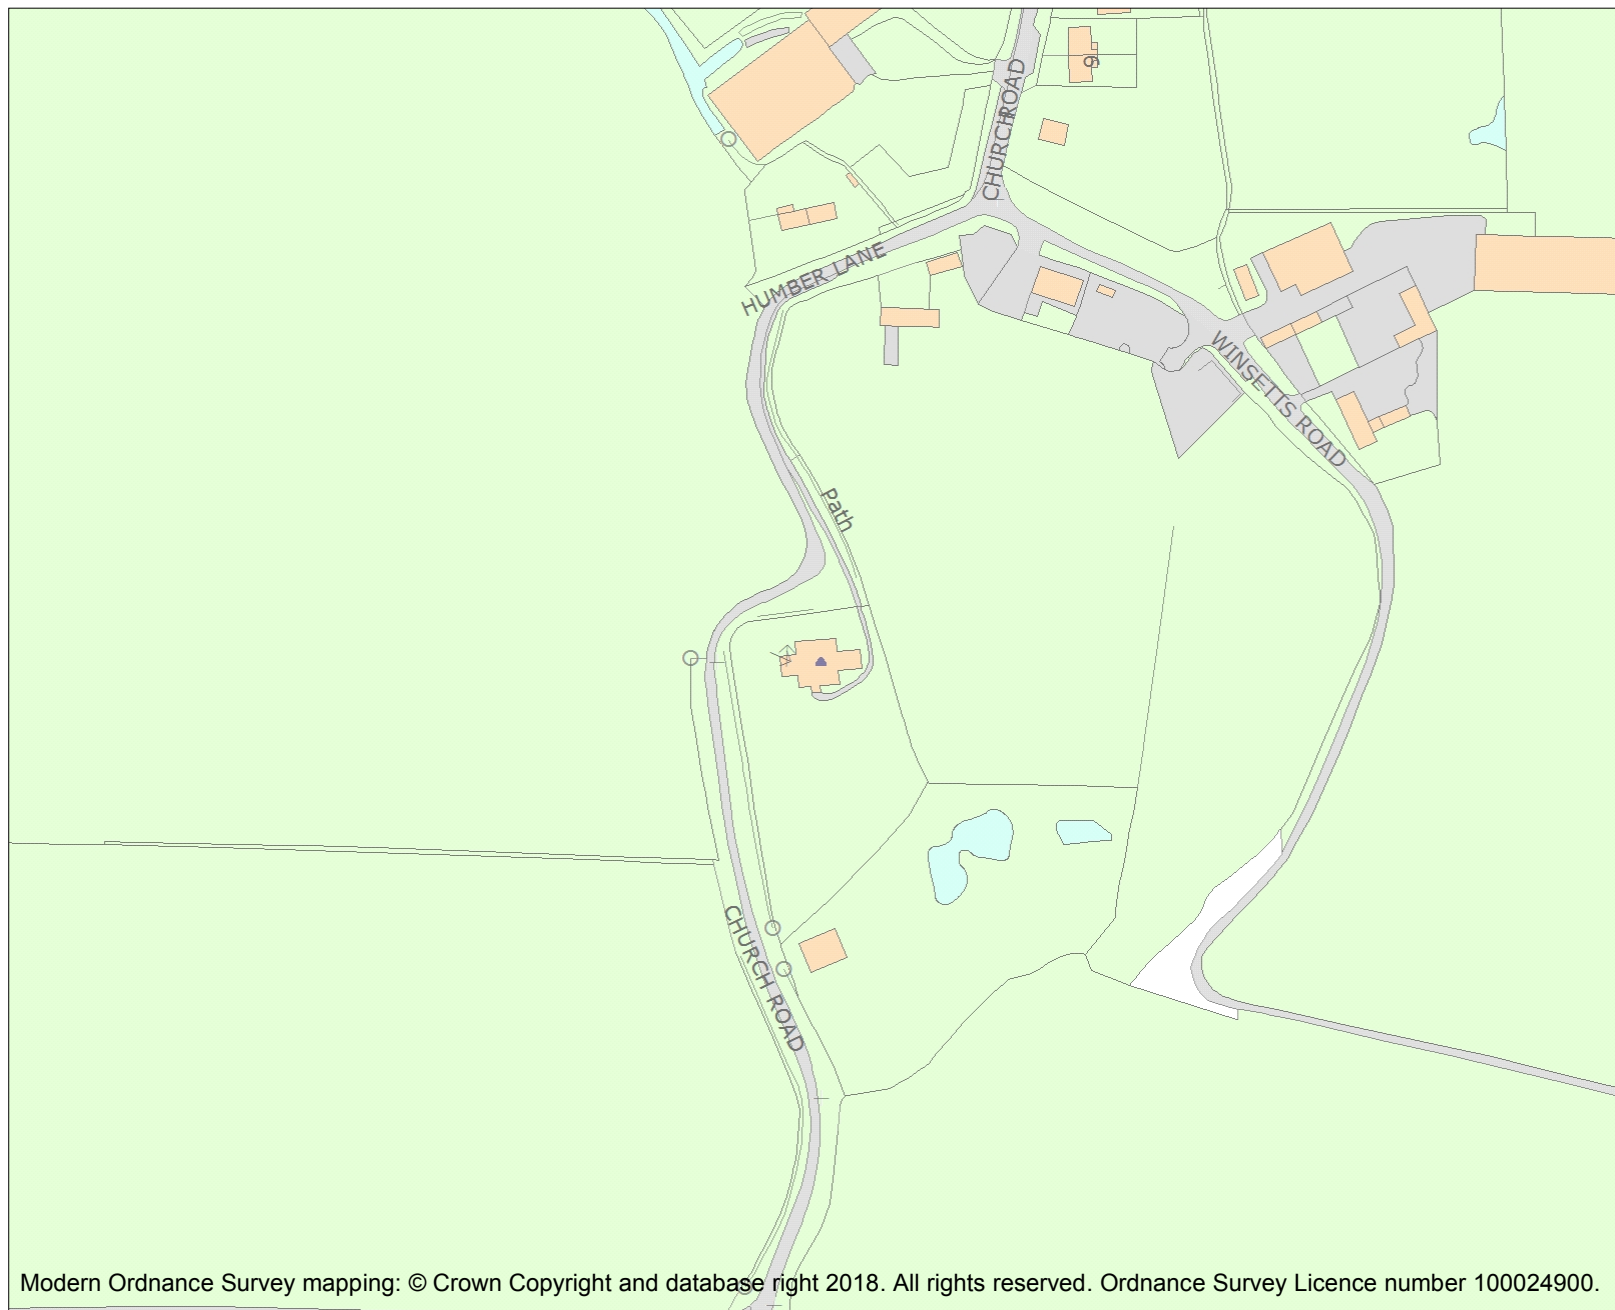 CHURCH ROAD
6
HUMBER LANE
WINSETTS ROAD
Path
CHURCH ROAD
Modern Ordnance Survey mapping: © Crown Copyright and database right 2018. All rights reserved. Ordnance Survey Licence number 100024900.